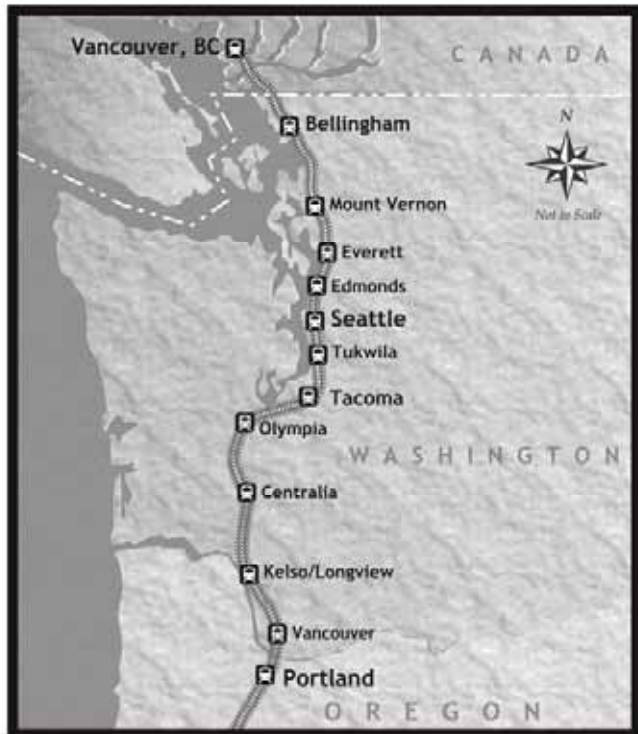 Vancouver, BC
CANADA
Bellingham
N
Not to Scale
Mount Vernon
Everett
Edmonds
Seattle
Tukwila
Tacoma
Olympia
WASHINGTON
Centralia
Kelso/Longview
Vancouver
Portland
OREGON